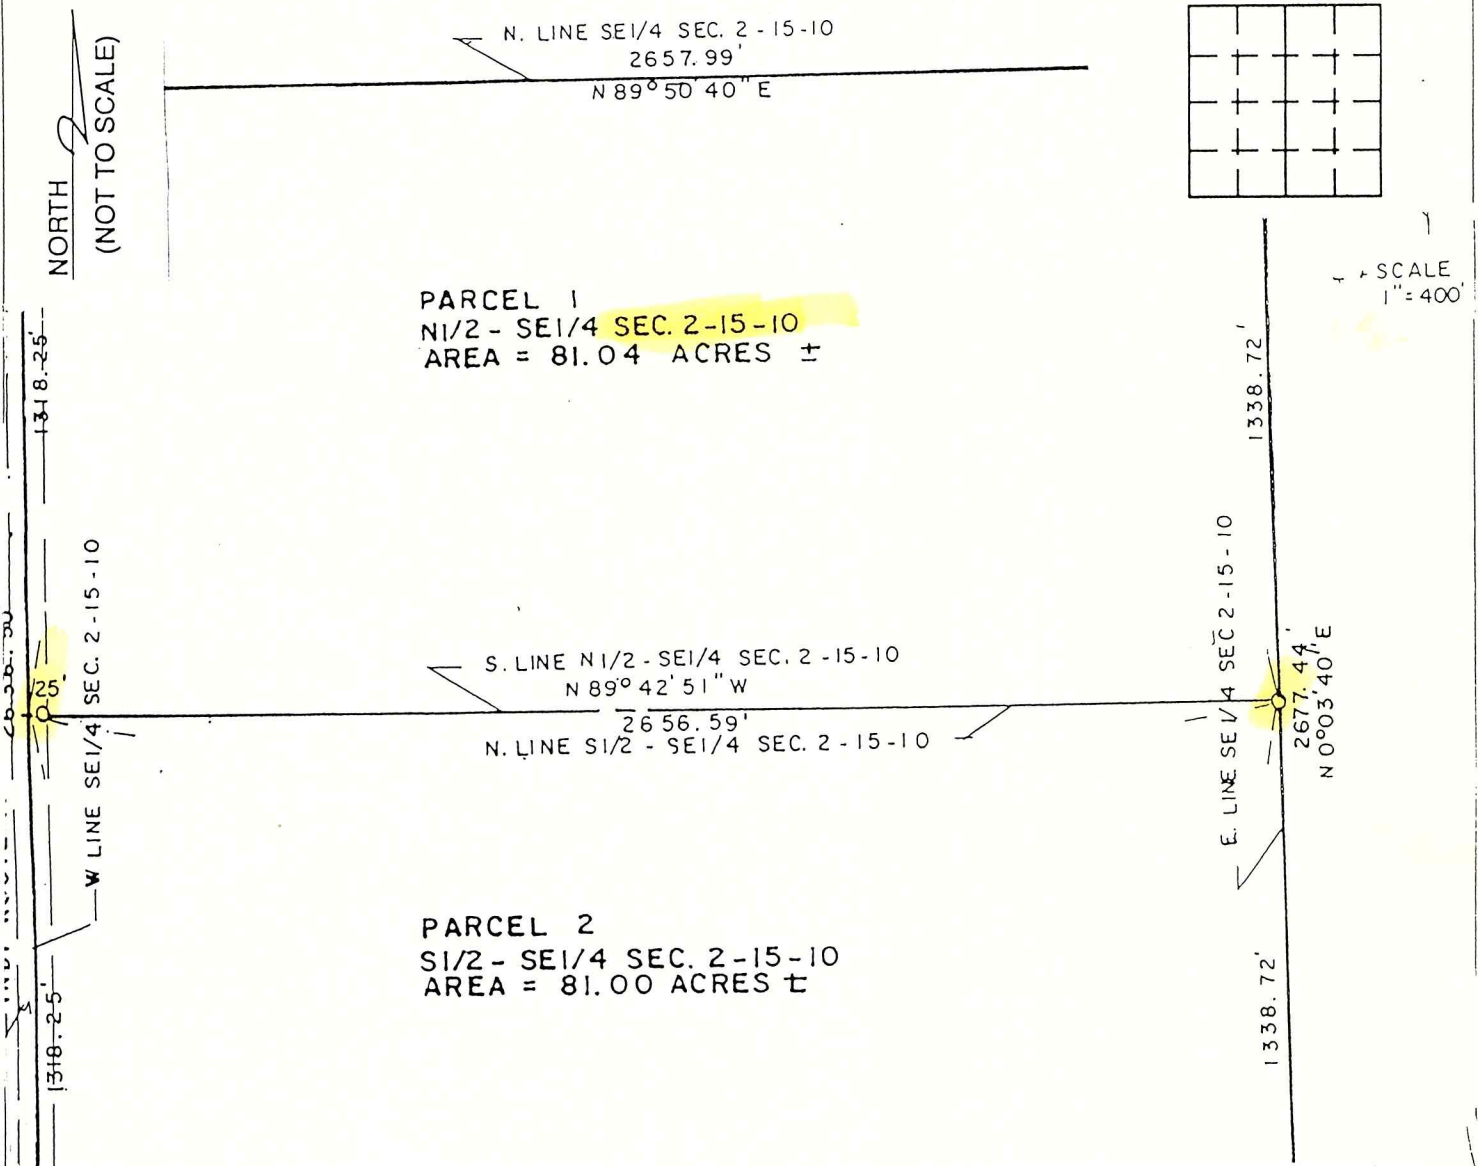 NORTH
(NOT TO SCALE)
N. LINE SE1/4 SEC. 2-15-10
2657.99'
N 89° 50' 40" E
SCALE
1" = 400'
PARCEL 1
N1/2 - SE1/4 SEC. 2-15-10
AREA = 81.04 ACRES ±
1318.25'
1338.72'
W LINE SE1/4 SEC. 2-15-10
25'
S. LINE N1/2 - SE1/4 SEC. 2-15-10
N 89° 42' 51" W
2656.59'
N. LINE S1/2 - SE1/4 SEC. 2-15-10
E. LINE SE1/4 SEC 2-15-10
2677.44'
N 0° 03' 40" E
PARCEL 2
S1/2 - SE1/4 SEC. 2-15-10
AREA = 81.00 ACRES ±
1318.25'
1338.72'